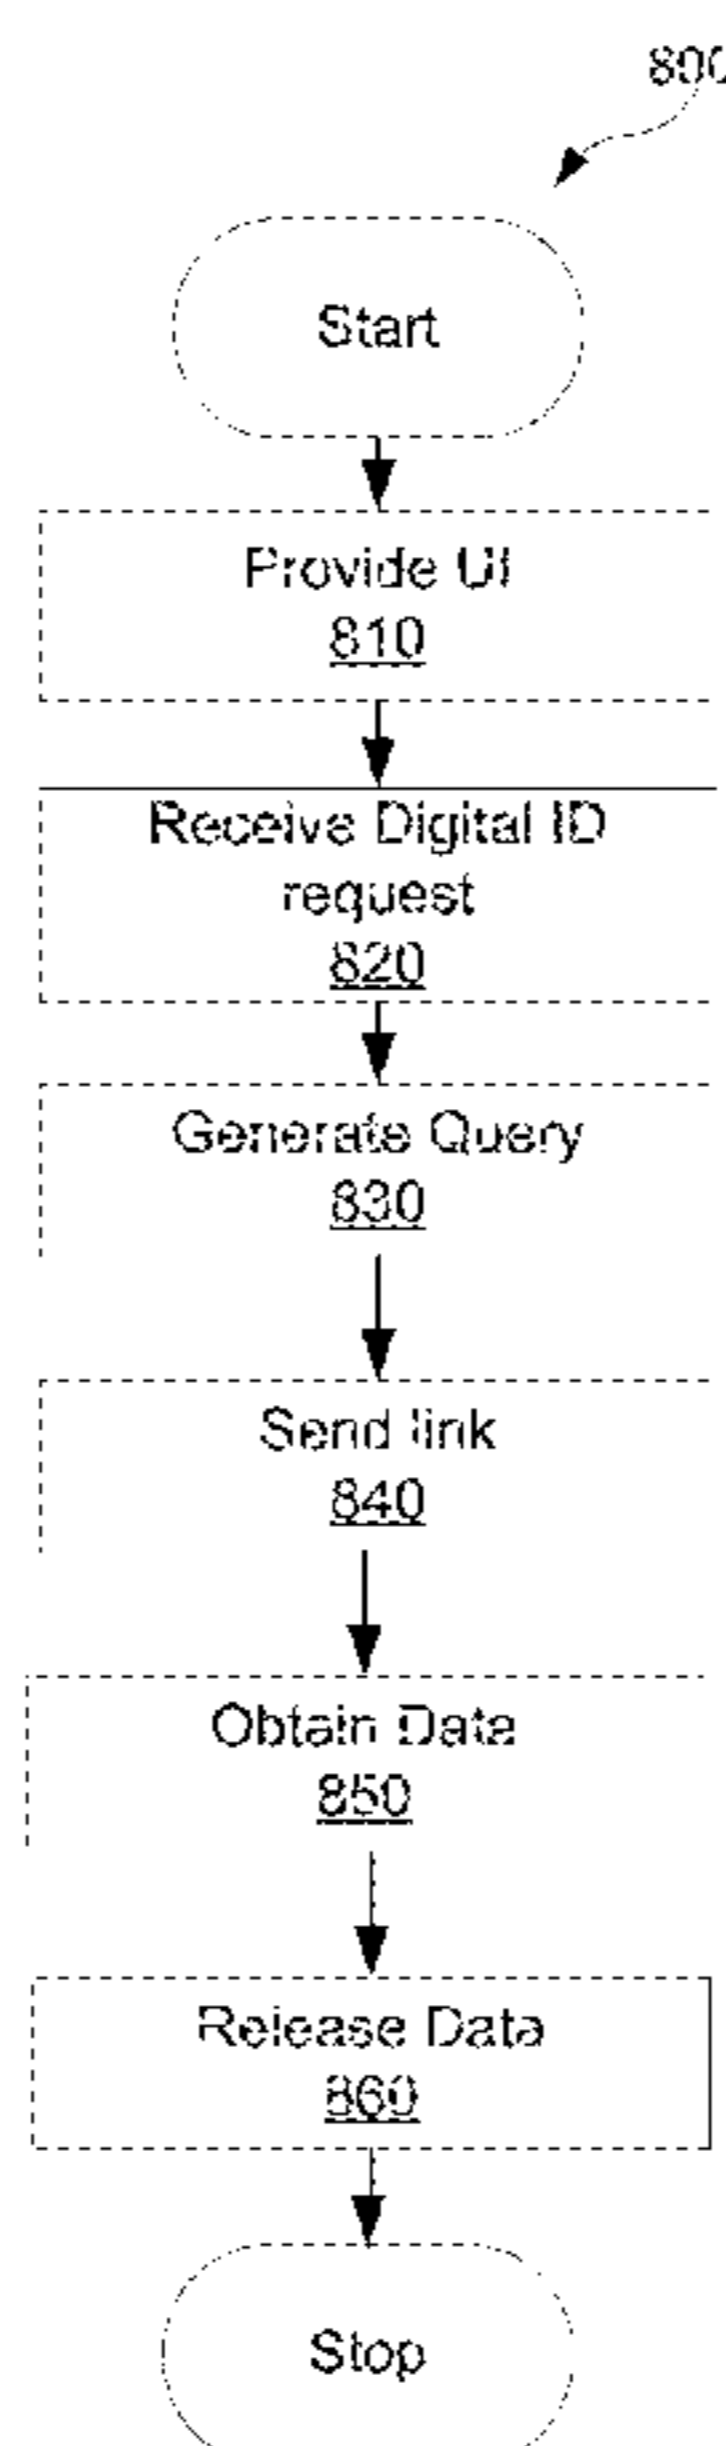 800
Start
Provide UI
810
Receive Digital ID
request
820
Generate Query
830
Send link
840
Obtain Data
850
Release Data
860
Stop